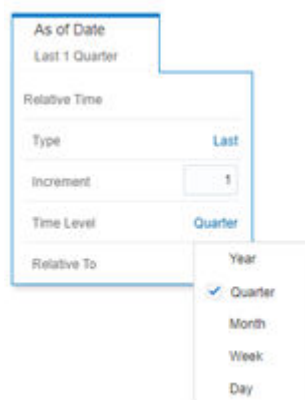 As of Date
Last 1 Quarter
Relative Time
Type Last
Increment 1
Time Level Quarter
Relative To
Year
Quarter
Month
Week
Day